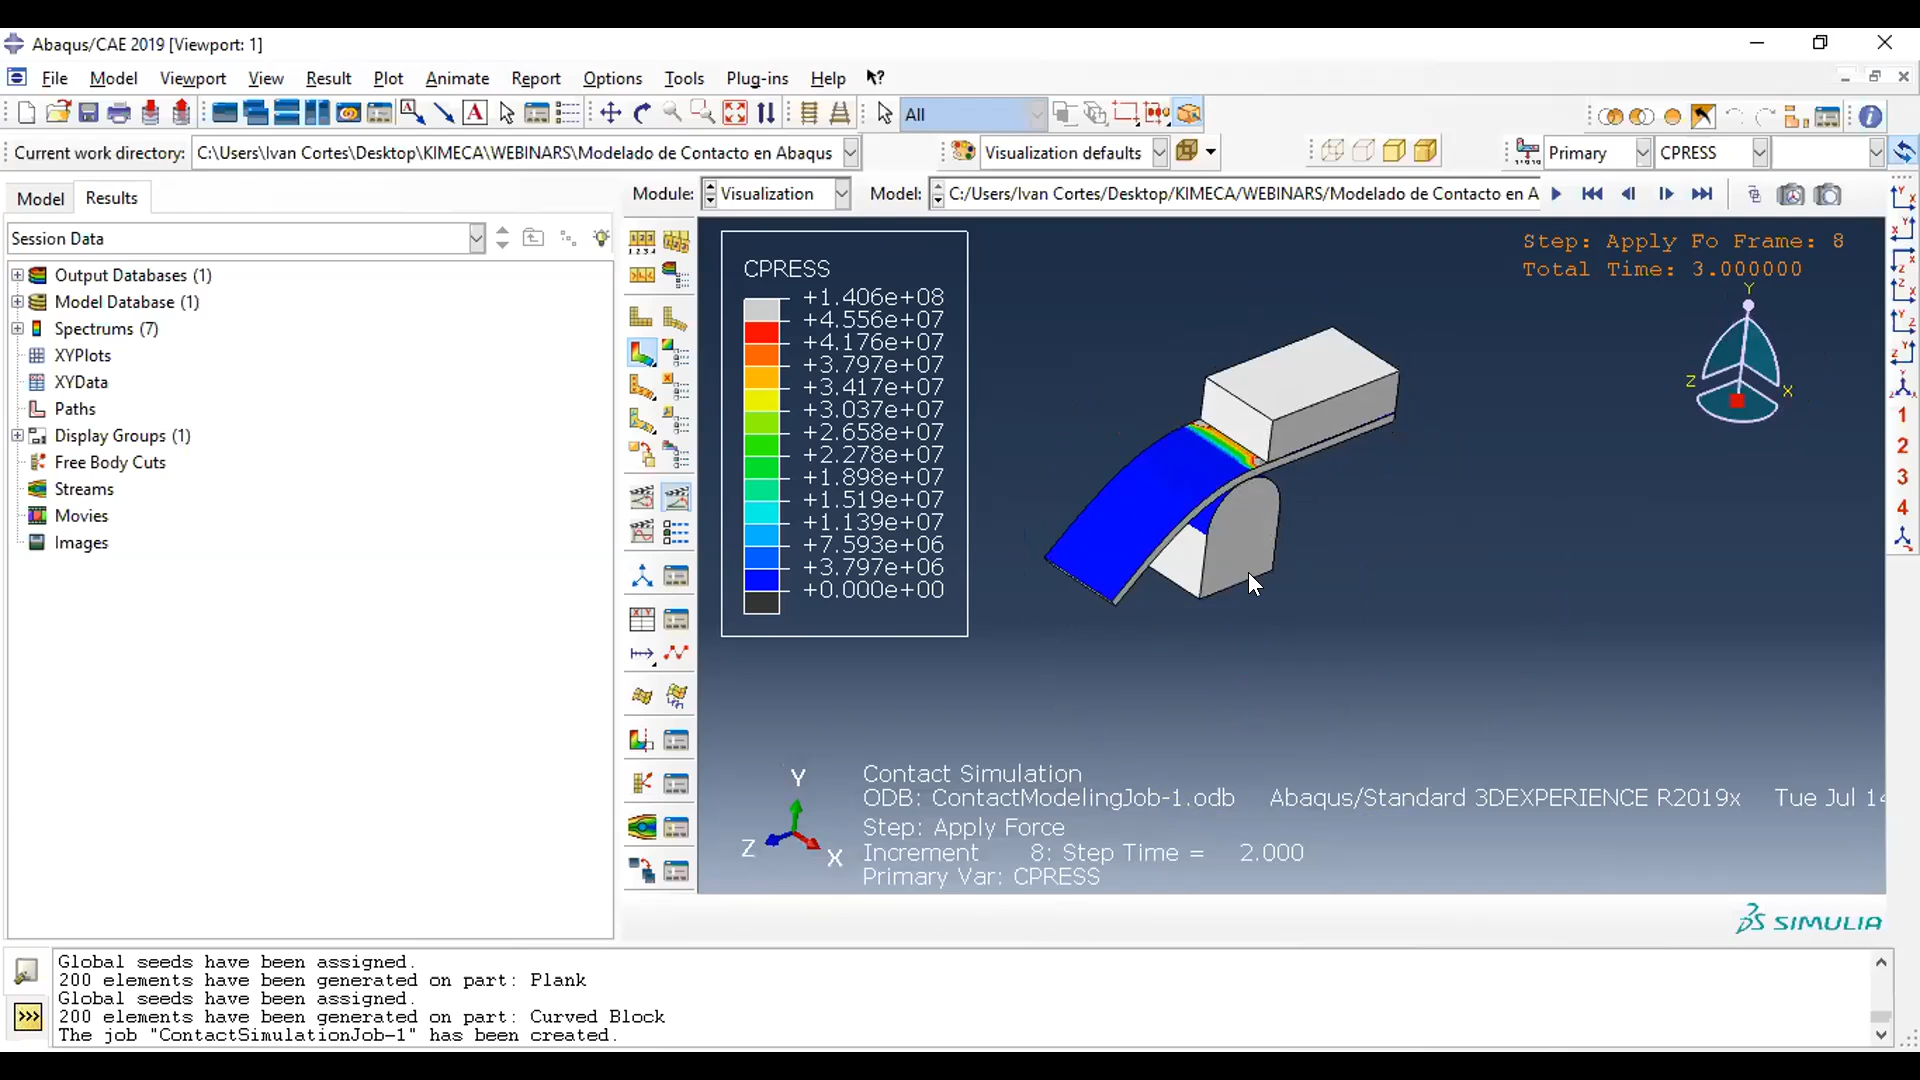 Abaqus/CAE 2019 [Viewport: 1]
File Model Viewport View Result Plot Animate Report Options Tools Plug-ins Help
All
Current work directory: C:\Users\Ivan Cortes\Desktop\KIMECA\WEBINARS\Modelado de Contacto en Abaqus
Visualization defaults
Primary CPRESS
Model Results
Module: Visualization Model: C:/Users/Ivan Cortes/Desktop/KIMECA/WEBINARS/Modelado de Contacto en A
Session Data
Output Databases (1)
Model Database (1)
Spectrums (7)
XYPlots
XYData
Paths
Display Groups (1)
Free Body Cuts
Streams
Movies
Images
CPRESS
+1.406e+08
+4.556e+07
+4.176e+07
+3.797e+07
+3.417e+07
+3.037e+07
+2.658e+07
+2.278e+07
+1.898e+07
+1.519e+07
+1.139e+07
+7.593e+06
+3.797e+06
+0.000e+00
Step: Apply Fo Frame: 8
Total Time: 3.000000
Y
Z X
1
2
3
4
Y
Z X
Contact Simulation
ODB: ContactModelingJob-1.odb Abaqus/Standard 3DEXPERIENCE R2019x Tue Jul 14
Step: Apply Force
Increment 8: Step Time = 2.000
Primary Var: CPRESS
SIMULIA
Global seeds have been assigned.
200 elements have been generated on part: Plank
Global seeds have been assigned.
200 elements have been generated on part: Curved Block
The job "ContactSimulationJob-1" has been created.
>>>